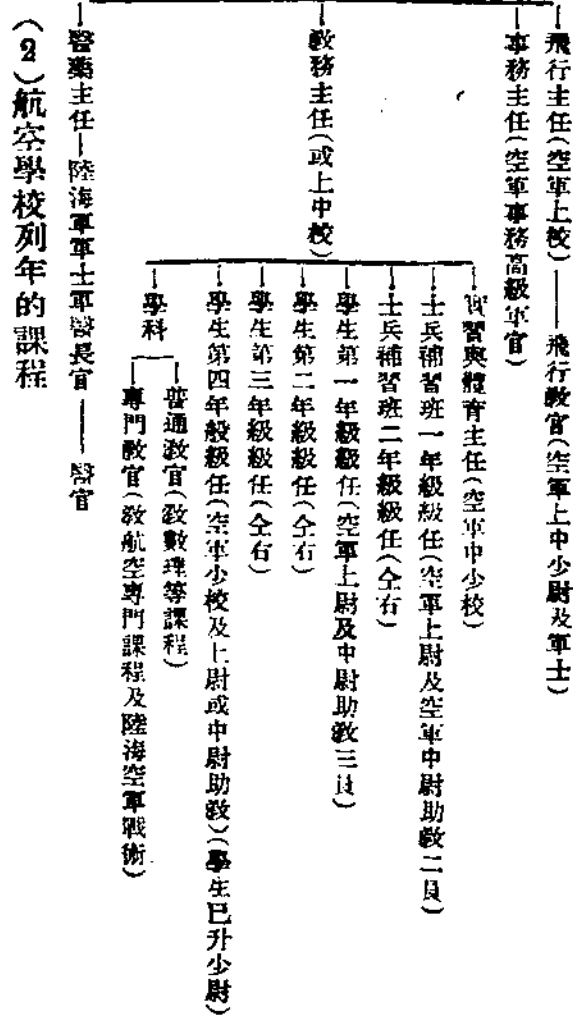 飛行主任(空軍上校)——飛行教官(空軍上中少尉及軍士)
事務主任(空軍事務高級軍官)
教務主任(或上中校)
實習與體育主任(空軍中少校)
士兵補習班一年級級任(空軍上尉及空軍中尉助教二員)
士兵補習班二年級級任(仝右)
學生第一年級級任(空軍上尉及中尉助教三員)
學生第二年級級任(仝右)
學生第三年級級任(仝右)
學生第四年級級任(空軍少校及上尉或中尉助教)(學生已升少尉)
學科
普通教官(教數理等課程)
專門教官(教航空專門課程及陸海空軍戰術)
醫藥主任—陸海軍軍士軍醫長官——醫官
(2)航空學校列年的課程